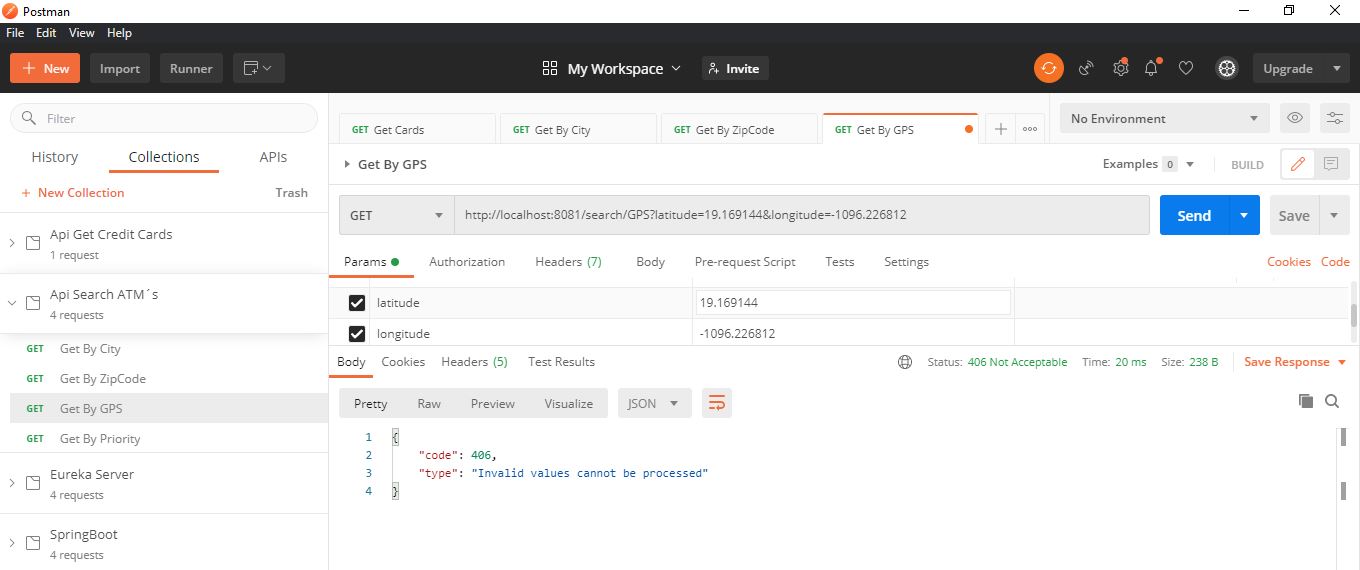 Postman
File Edit View Help
+ New Import Runner My Workspace Invite Upgrade
Filter
History Collections APIs
+ New Collection Trash
Api Get Credit Cards
1 request
Api Search ATM´s
4 requests
GET Get By City
GET Get By ZipCode
GET Get By GPS
GET Get By Priority
Eureka Server
4 requests
SpringBoot
4 requests
GET Get Cards GET Get By City GET Get By ZipCode GET Get By GPS + ooo No Environment
Get By GPS Examples 0 BUILD
GET http://localhost:8081/search/GPS?latitude=19.169144&longitude=-1096.226812 Send Save
Params Authorization Headers (7) Body Pre-request Script Tests Settings Cookies Code
latitude 19.169144
longitude -1096.226812
Body Cookies Headers (5) Test Results Status: 406 Not Acceptable Time: 20 ms Size: 238 B Save Response
Pretty Raw Preview Visualize JSON
1 {
2 "code": 406,
3 "type": "Invalid values cannot be processed"
4 }